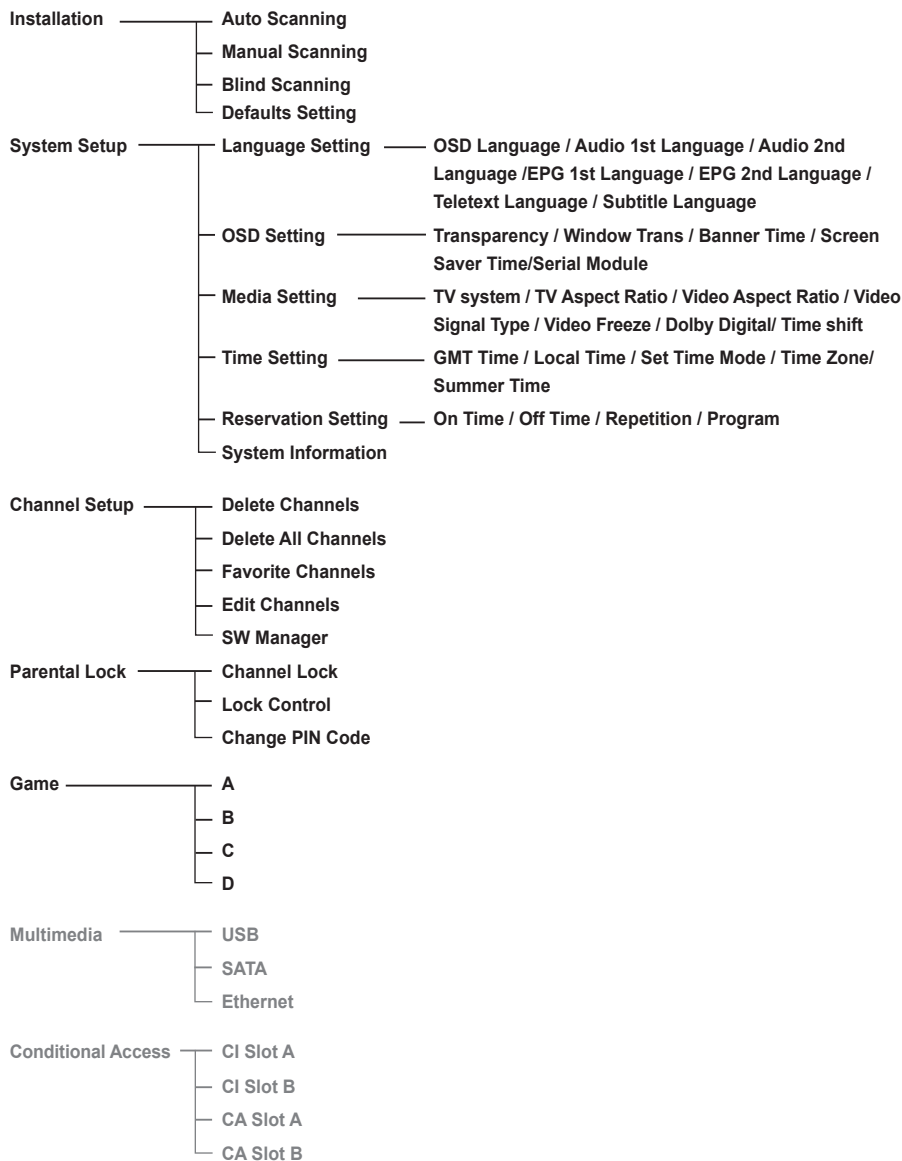 Installation Auto Scanning
Manual Scanning
Blind Scanning
Defaults Setting
System Setup Language Setting OSD Language / Audio 1st Language / Audio 2nd
Language /EPG 1st Language / EPG 2nd Language /
Teletext Language / Subtitle Language
OSD Setting Transparency / Window Trans / Banner Time / Screen
Saver Time/Serial Module
Media Setting TV system / TV Aspect Ratio / Video Aspect Ratio / Video
Signal Type / Video Freeze / Dolby Digital/ Time shift
Time Setting GMT Time / Local Time / Set Time Mode / Time Zone/
Summer Time
Reservation Setting On Time / Off Time / Repetition / Program
System Information
Channel Setup Delete Channels
Delete All Channels
Favorite Channels
Edit Channels
SW Manager
Parental Lock Channel Lock
Lock Control
Change PIN Code
Game A
B
C
D
Multimedia USB
SATA
Ethernet
Conditional Access CI Slot A
CI Slot B
CA Slot A
CA Slot B